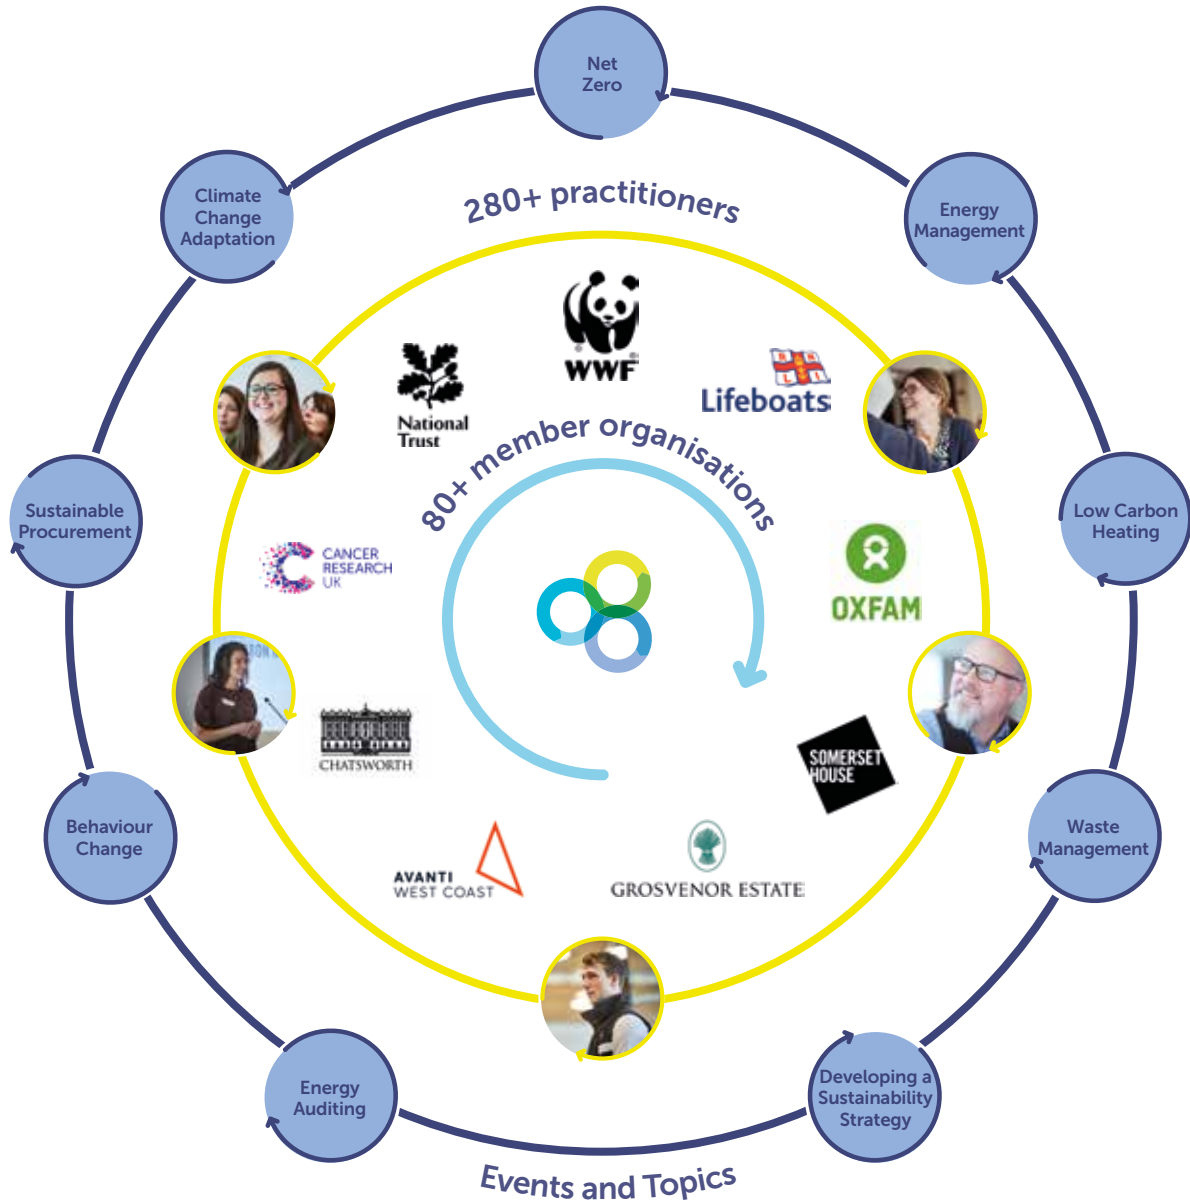 Net
Zero
Climate
Change
Adaptation
280+ practitioners
Energy
Management
WWF
National
Trust
R N
L I
Lifeboats
80+ member organisations
Sustainable
Procurement
Low Carbon
Heating
CANCER
RESEARCH
UK
OXFAM
CHATSWORTH
SOMERSET
HOUSE
Behaviour
Change
Waste
Management
AVANTI
WEST COAST
GROSVENOR ESTATE
Energy
Auditing
Developing a
Sustainability
Strategy
Events and Topics